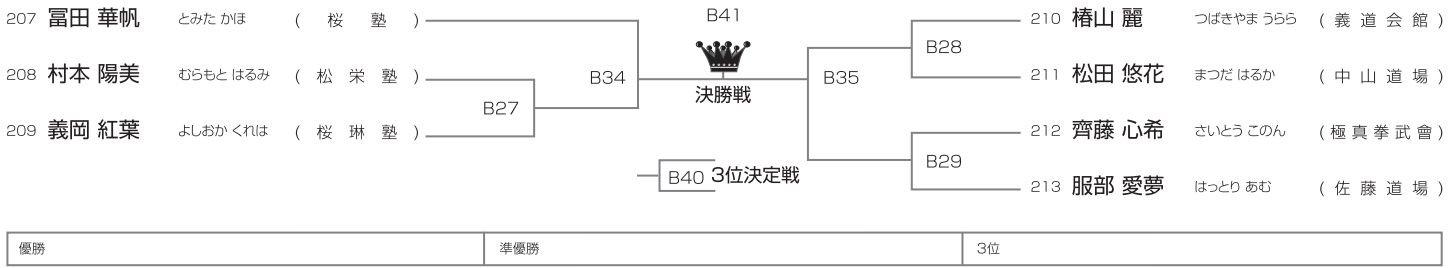 207 冨田 華帆 とみた かほ ( 桜 塾 )
208 村本 陽美 むらもと はるみ ( 松 栄 塾 )
209 義岡 紅葉 よしおか くれは ( 桜 琳 塾 )
B27
B34
B41
決勝戦
B40 3位決定戦
B35
B28
B29
210 椿山 麗 つばきやま うらら ( 義 道 会 館 )
211 松田 悠花 まつだ はるか ( 中 山 道 場 )
212 齊藤 心希 さいとう このん ( 極 真 拳 武 會 )
213 服部 愛夢 はっとり あむ ( 佐 藤 道 場 )
優勝 準優勝 3位